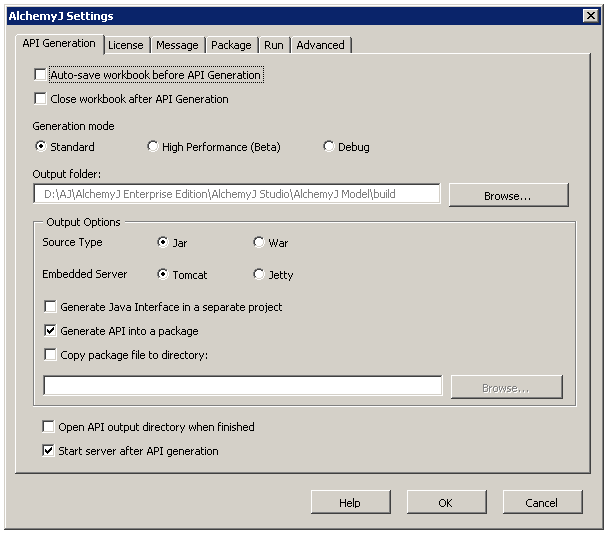 AlchemyJ Settings
API Generation License Message Package Run Advanced
Auto-save workbook before API Generation
Close workbook after API Generation
Generation mode
Standard High Performance (Beta) Debug
Output folder:
D:\AJ\AlchemyJ Enterprise Edition\AlchemyJ Studio\AlchemyJ Model\build Browse...
Output Options
Source Type Jar War
Embedded Server Tomcat Jetty
Generate Java Interface in a separate project
Generate API into a package
Copy package file to directory:
Browse...
Open API output directory when finished
Start server after API generation
Help OK Cancel